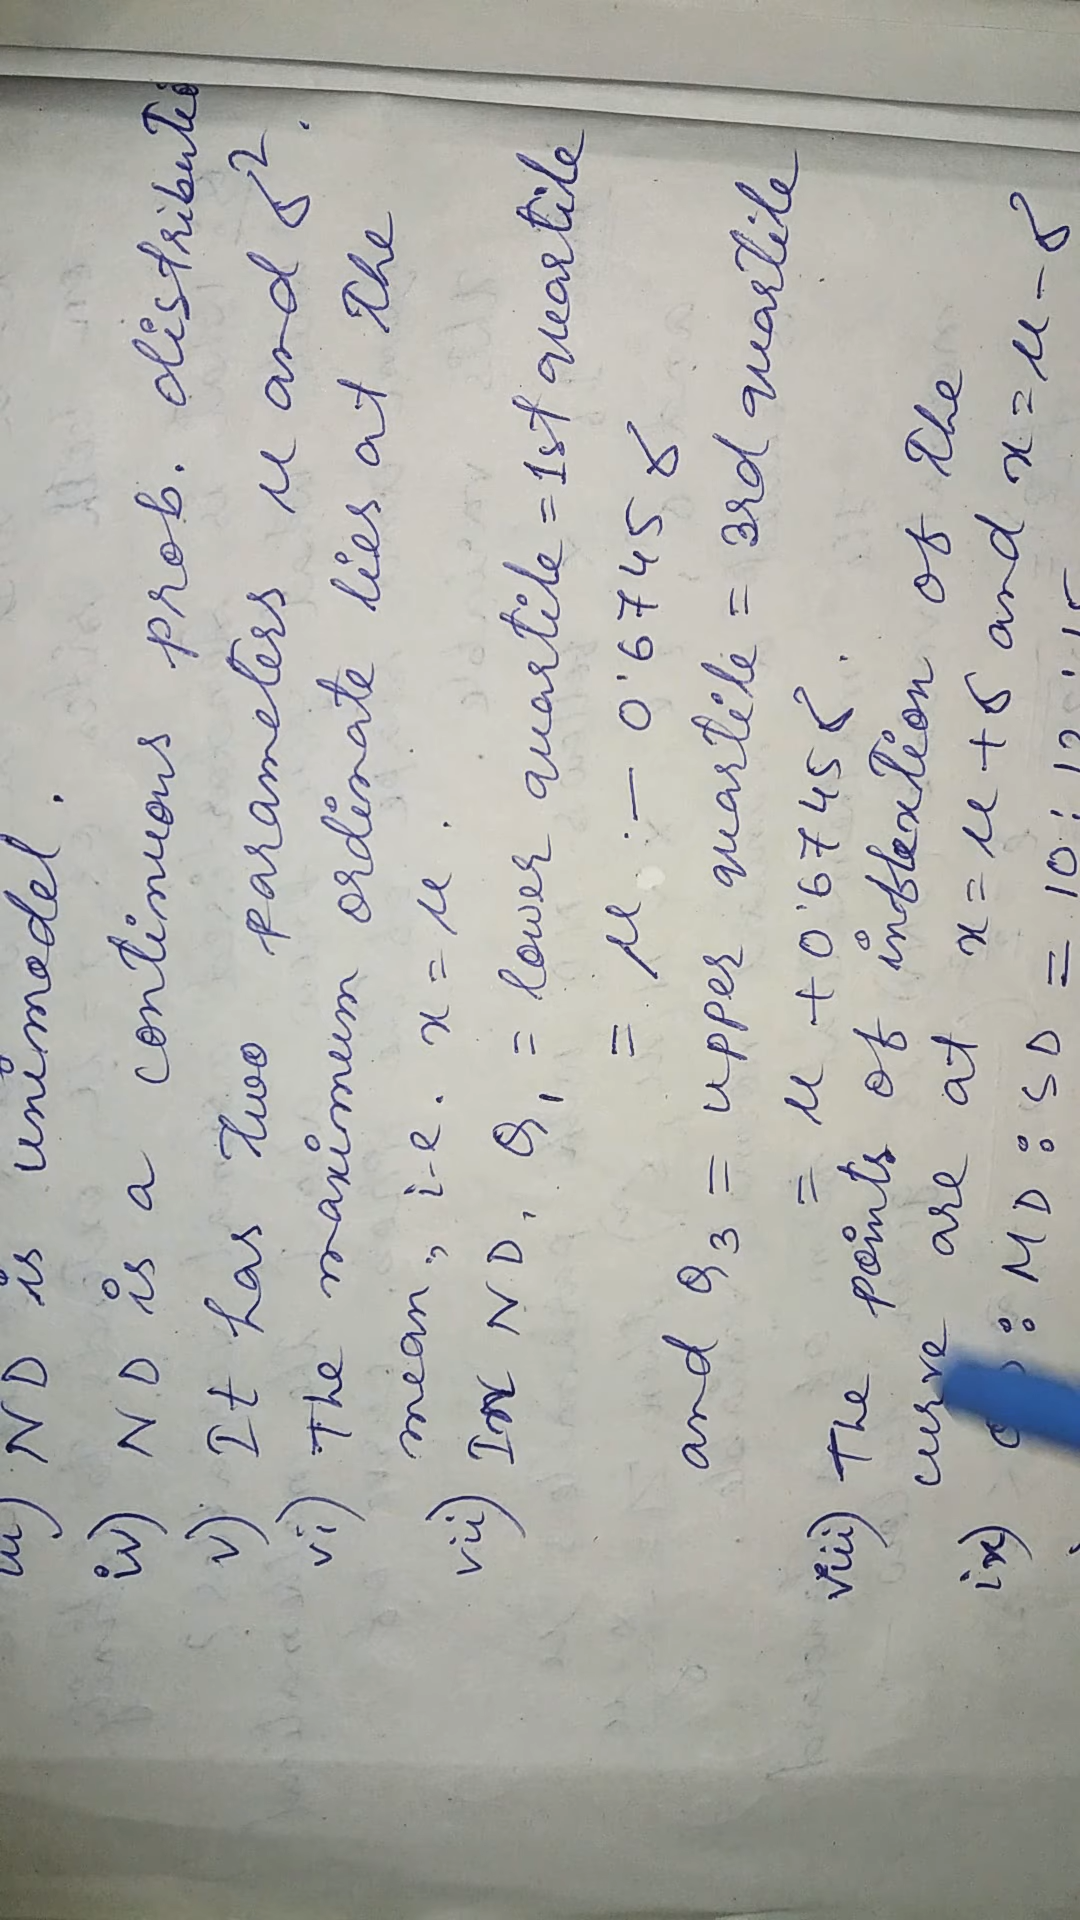 iii) ND is unimodel.
iv) ND is a continuous prob. distributio
v) It has two parameters μ and σ².
vi) The maximum ordinate lies at the
mean, i-e. x = μ.
vii) In ND, Q₁ = lower quartile = 1st quartile
= μ - 0.6745 σ
and Q₃ = upper quartile = 3rd quartile
= μ + 0.6745 σ.
viii) The points of inflextion of the
curve are at x = μ + σ and x = μ - σ
ix) : MD : SD = 10 : 12 : 15